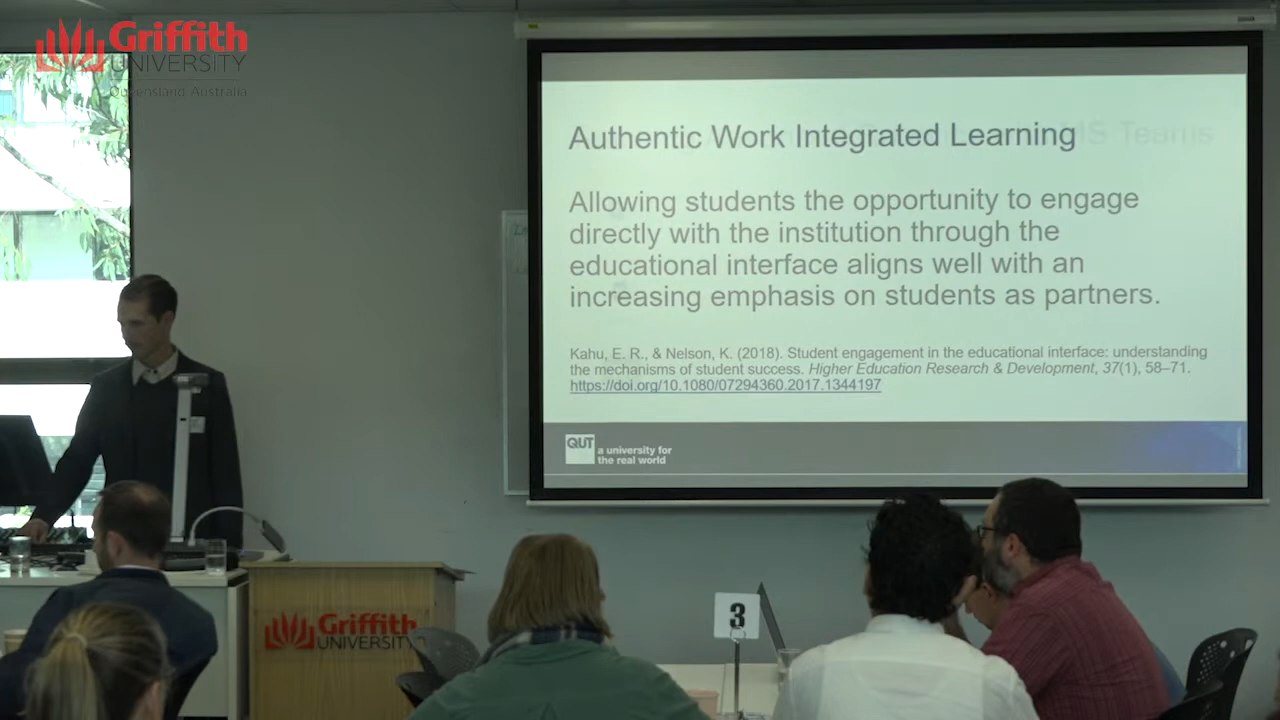 Griffith
UNIVERSITY
Queensland Australia
Authentic Work Integrated Learning
MS Teams
Allowing students the opportunity to engage
directly with the institution through the
educational interface aligns well with an
increasing emphasis on students as partners.
Kahu, E. R., & Nelson, K. (2018). Student engagement in the educational interface: understanding
the mechanisms of student success. Higher Education Research & Development, 37(1), 58–71.
https://doi.org/10.1080/07294360.2017.1344197
QUT
a university for
the real world
3
Griffith
UNIVERSITY